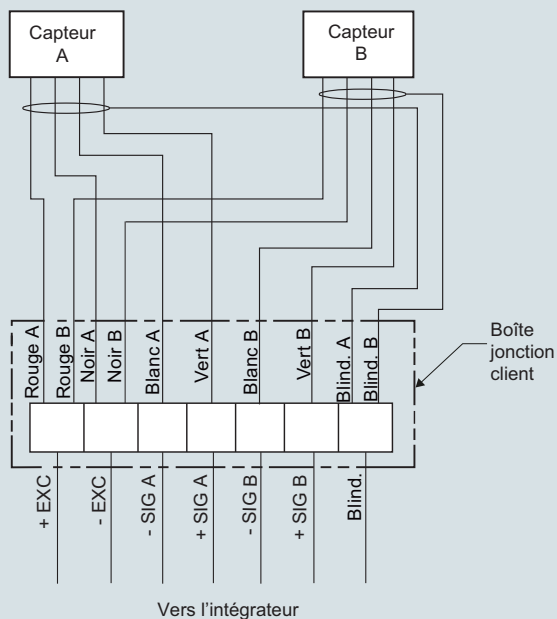 Capteur
A
Capteur
B
Boîte
jonction
client
Rouge A
Rouge B
Noir A
Noir B
Blanc A
Vert A
Blanc B
Vert B
Blind. A
Blind. B
+ EXC
- EXC
- SIG A
+ SIG A
- SIG B
+ SIG B
Blind.
Vers l'intégrateur